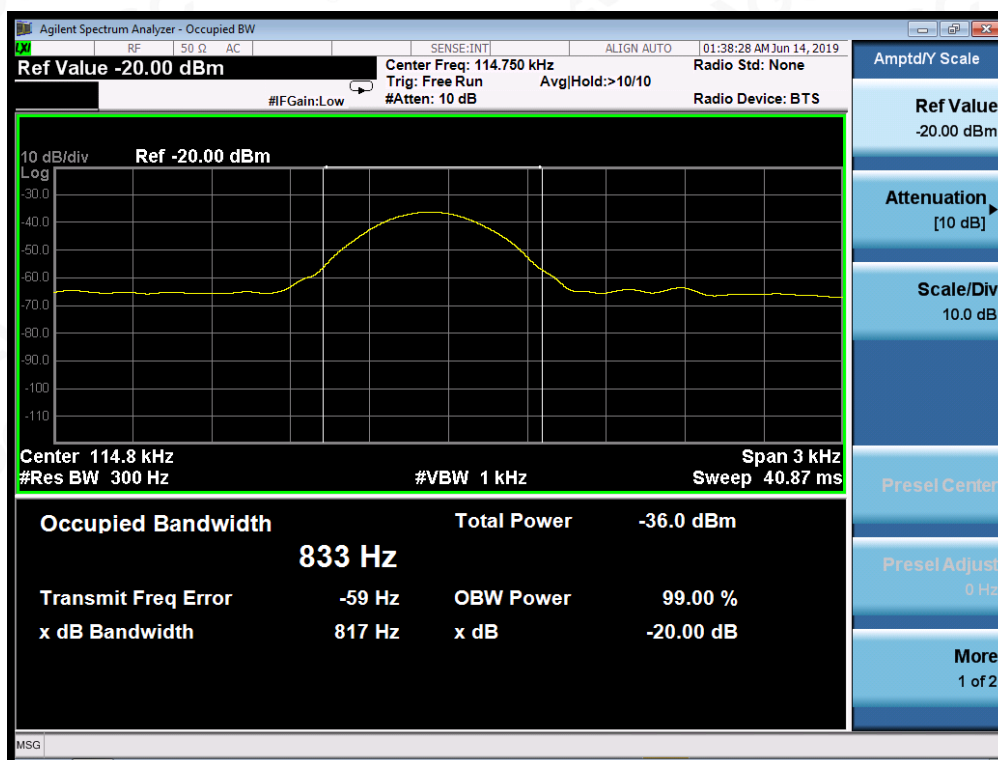 Agilent Spectrum Analyzer - Occupied BW
LXI RF 50 Ω AC SENSE:INT ALIGN AUTO 01:38:28 AM Jun 14, 2019
Ref Value -20.00 dBm
Center Freq: 114.750 kHz
Radio Std: None
Trig: Free Run
Avg|Hold:>10/10
#IFGain:Low
#Atten: 10 dB
Radio Device: BTS
10 dB/div
Ref -20.00 dBm
Log
-30.0
-40.0
-50.0
-60.0
-70.0
-80.0
-90.0
-100
-110
Center 114.8 kHz
Span 3 kHz
#Res BW 300 Hz
#VBW 1 kHz
Sweep 40.87 ms
Occupied Bandwidth
Total Power -36.0 dBm
833 Hz
Transmit Freq Error -59 Hz
OBW Power 99.00 %
x dB Bandwidth 817 Hz
x dB -20.00 dB
MSG
Amptd/Y Scale
Ref Value
-20.00 dBm
Attenuation
[10 dB]
Scale/Div
10.0 dB
Presel Center
Presel Adjust
0 Hz
More
1 of 2